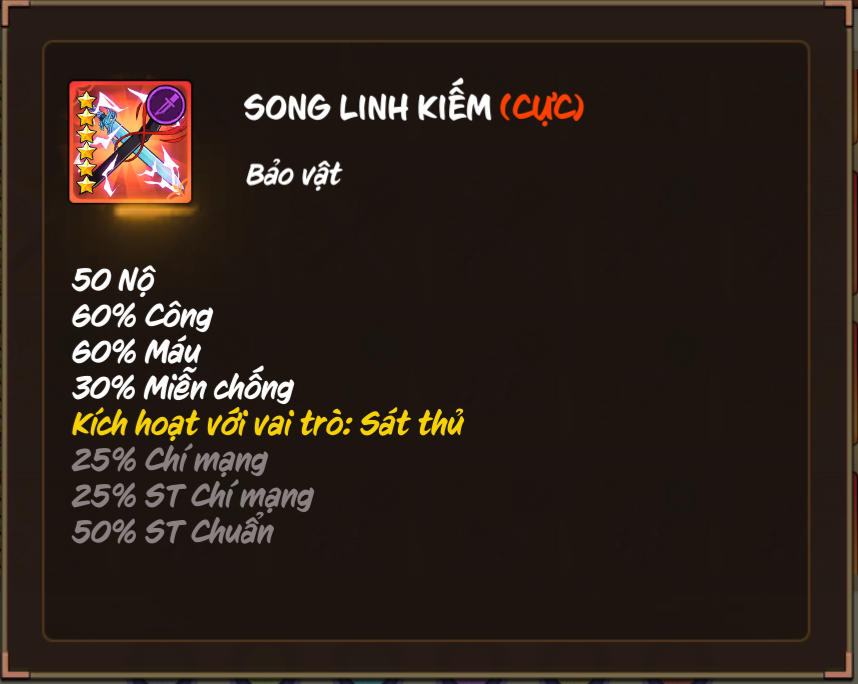 SONG LINH KIẾM (CỰC)
Bảo vật
50 Nộ
60% Công
60% Máu
30% Miễn chống
Kích hoạt với vai trò: Sát thủ
25% Chí mạng
25% ST Chí mạng
50% ST Chuẩn